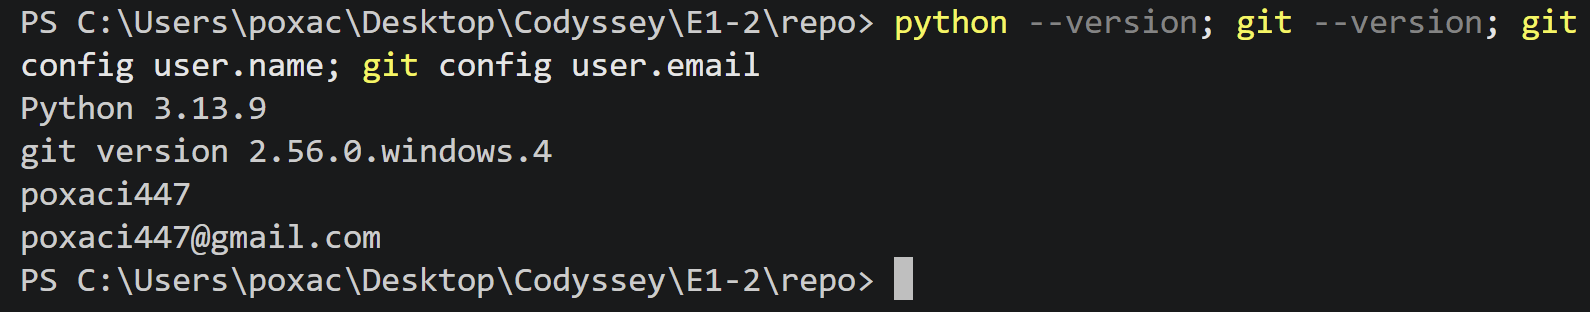 PS C:\Users\poxac\Desktop\Codyssey\E1-2\repo> python --version; git --version; git
config user.name; git config user.email
Python 3.13.9
git version 2.56.0.windows.4
poxaci447
poxaci447@gmail.com
PS C:\Users\poxac\Desktop\Codyssey\E1-2\repo>